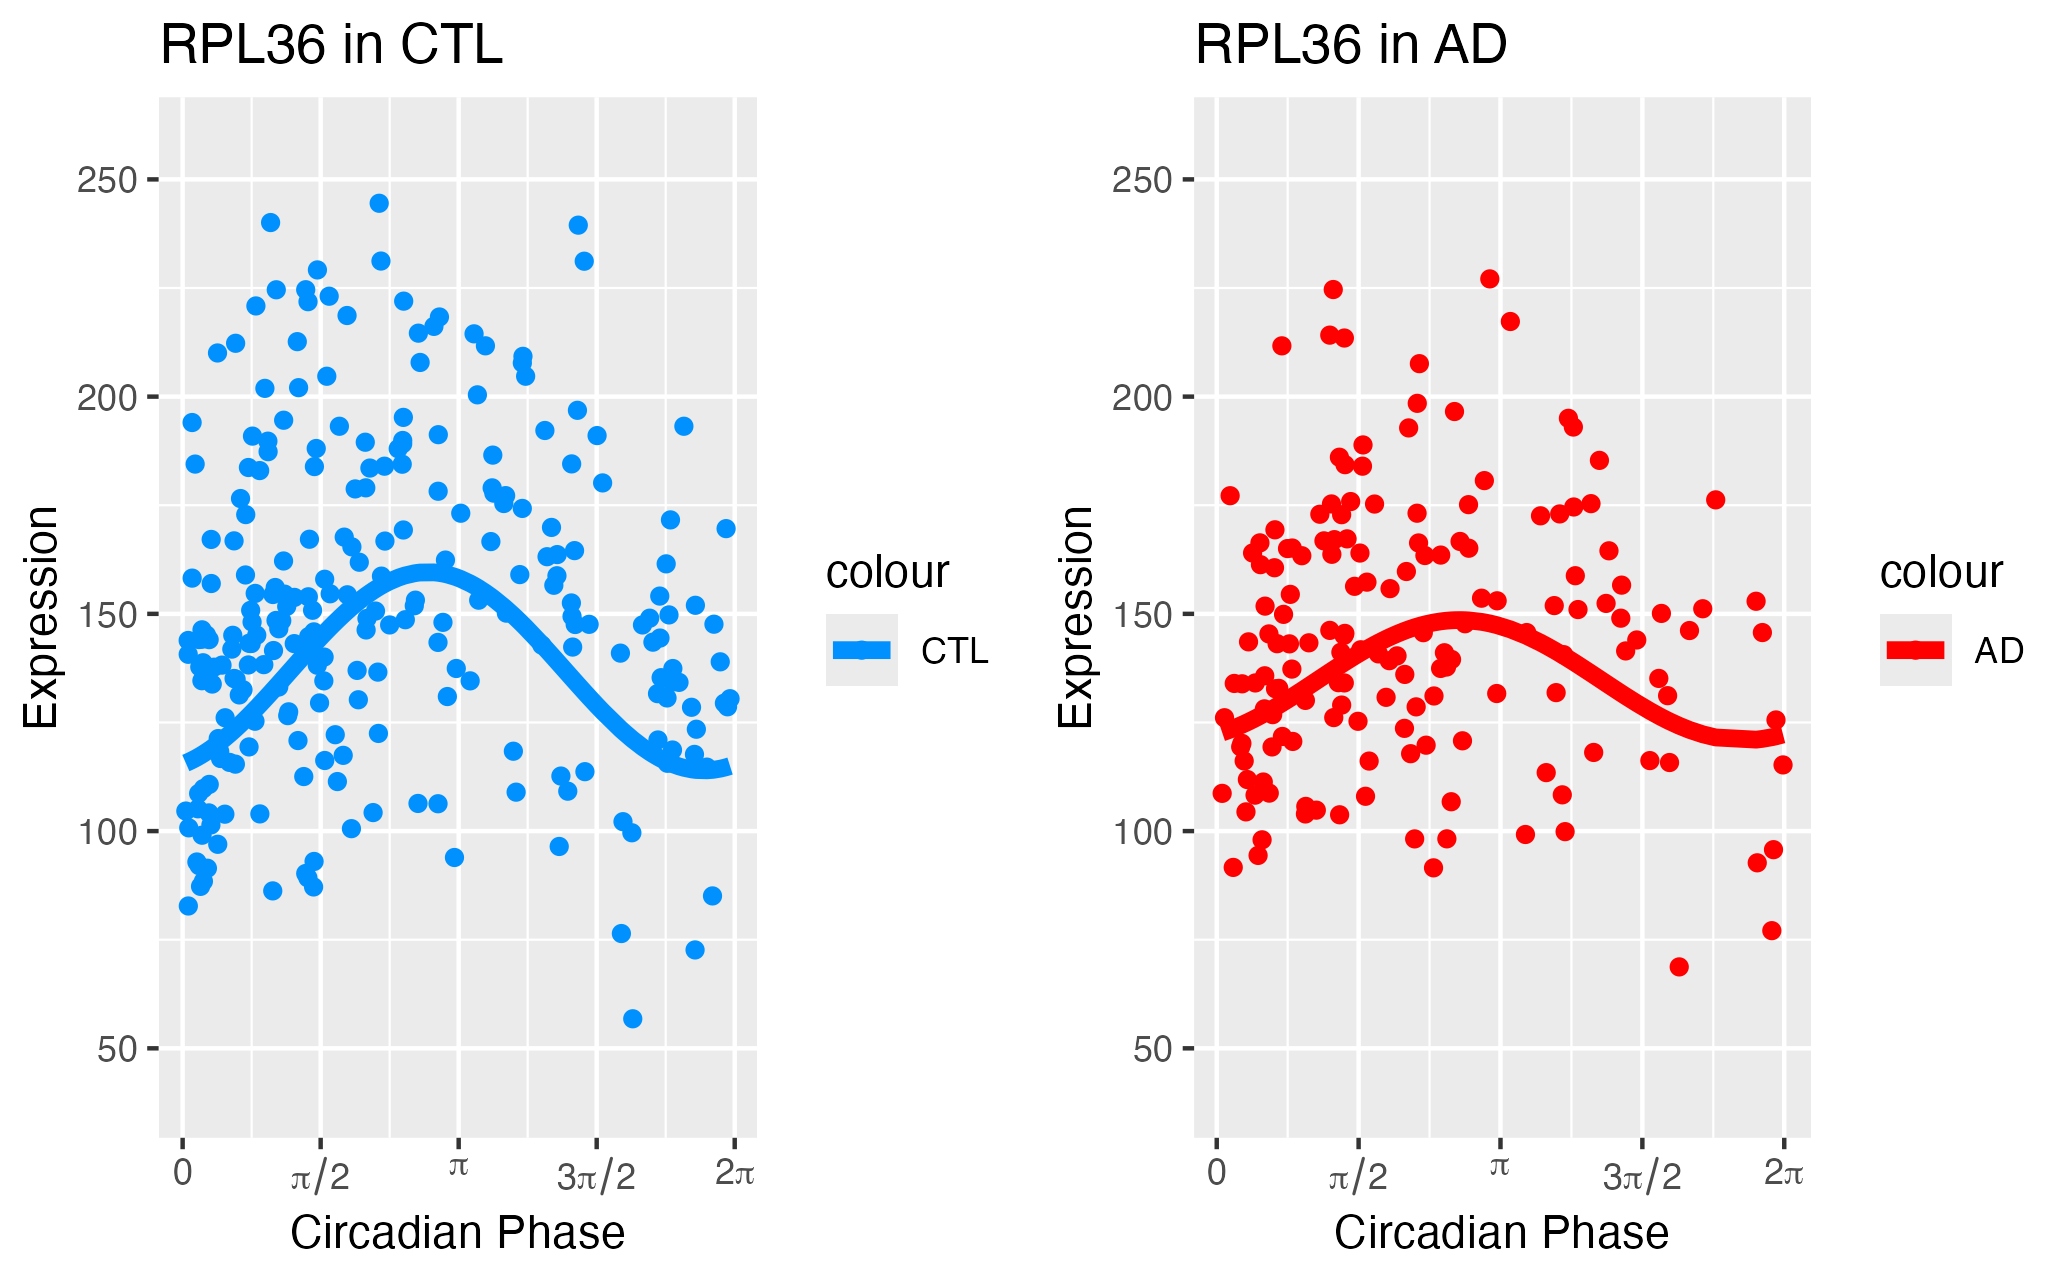 RPL36 in CTL
Expression
250
200
150
100
50
0 π/2 π 3π/2 2π
Circadian Phase
colour
CTL
RPL36 in AD
Expression
250
200
150
100
50
0 π/2 π 3π/2 2π
Circadian Phase
colour
AD